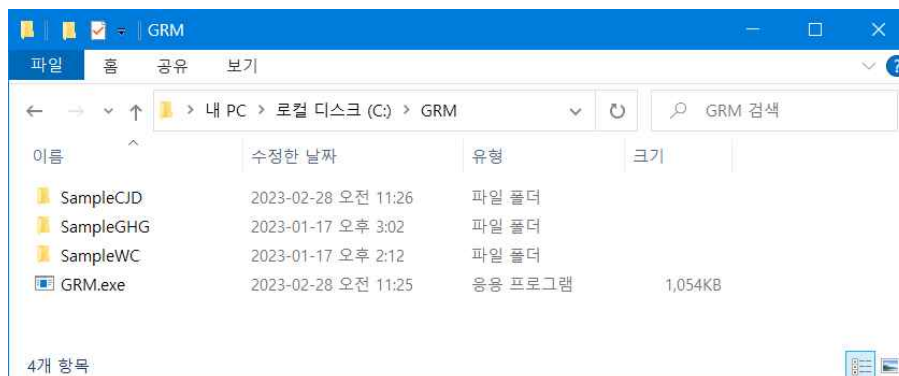 GRM
파일 홈 공유 보기
내 PC > 로컬 디스크 (C:) > GRM GRM 검색
이름 수정한 날짜 유형 크기
SampleCJD 2023-02-28 오전 11:26 파일 폴더
SampleGHG 2023-01-17 오후 3:02 파일 폴더
SampleWC 2023-01-17 오후 2:12 파일 폴더
GRM.exe 2023-02-28 오전 11:25 응용 프로그램 1,054KB
4개 항목